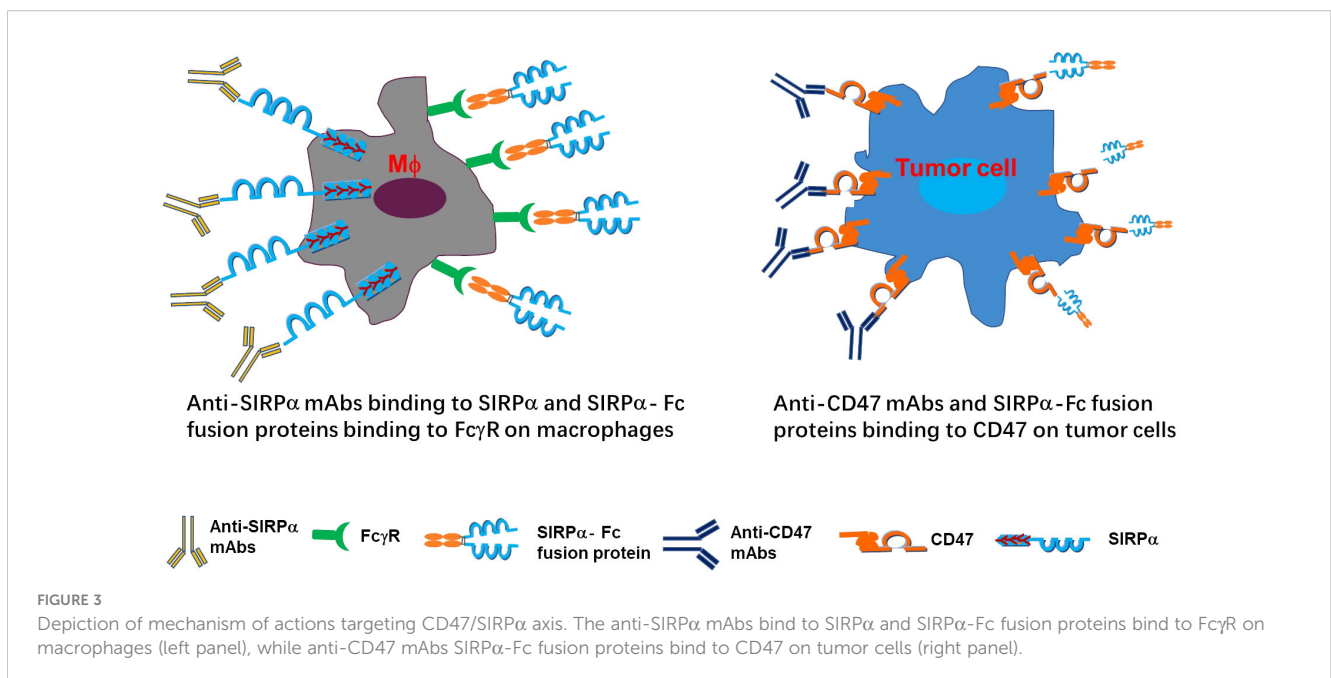 Mϕ
Tumor cell
Anti-SIRPα mAbs binding to SIRPα and SIRPα- Fc
fusion proteins binding to FcγR on macrophages
Anti-CD47 mAbs and SIRPα-Fc fusion
proteins binding to CD47 on tumor cells
Anti-SIRPα
mAbs
FcγR
SIRPα- Fc
fusion protein
Anti-CD47
mAbs
CD47
SIRPα
FIGURE 3
Depiction of mechanism of actions targeting CD47/SIRPα axis. The anti-SIRPα mAbs bind to SIRPα and SIRPα-Fc fusion proteins bind to FcγR on
macrophages (left panel), while anti-CD47 mAbs SIRPα-Fc fusion proteins bind to CD47 on tumor cells (right panel).